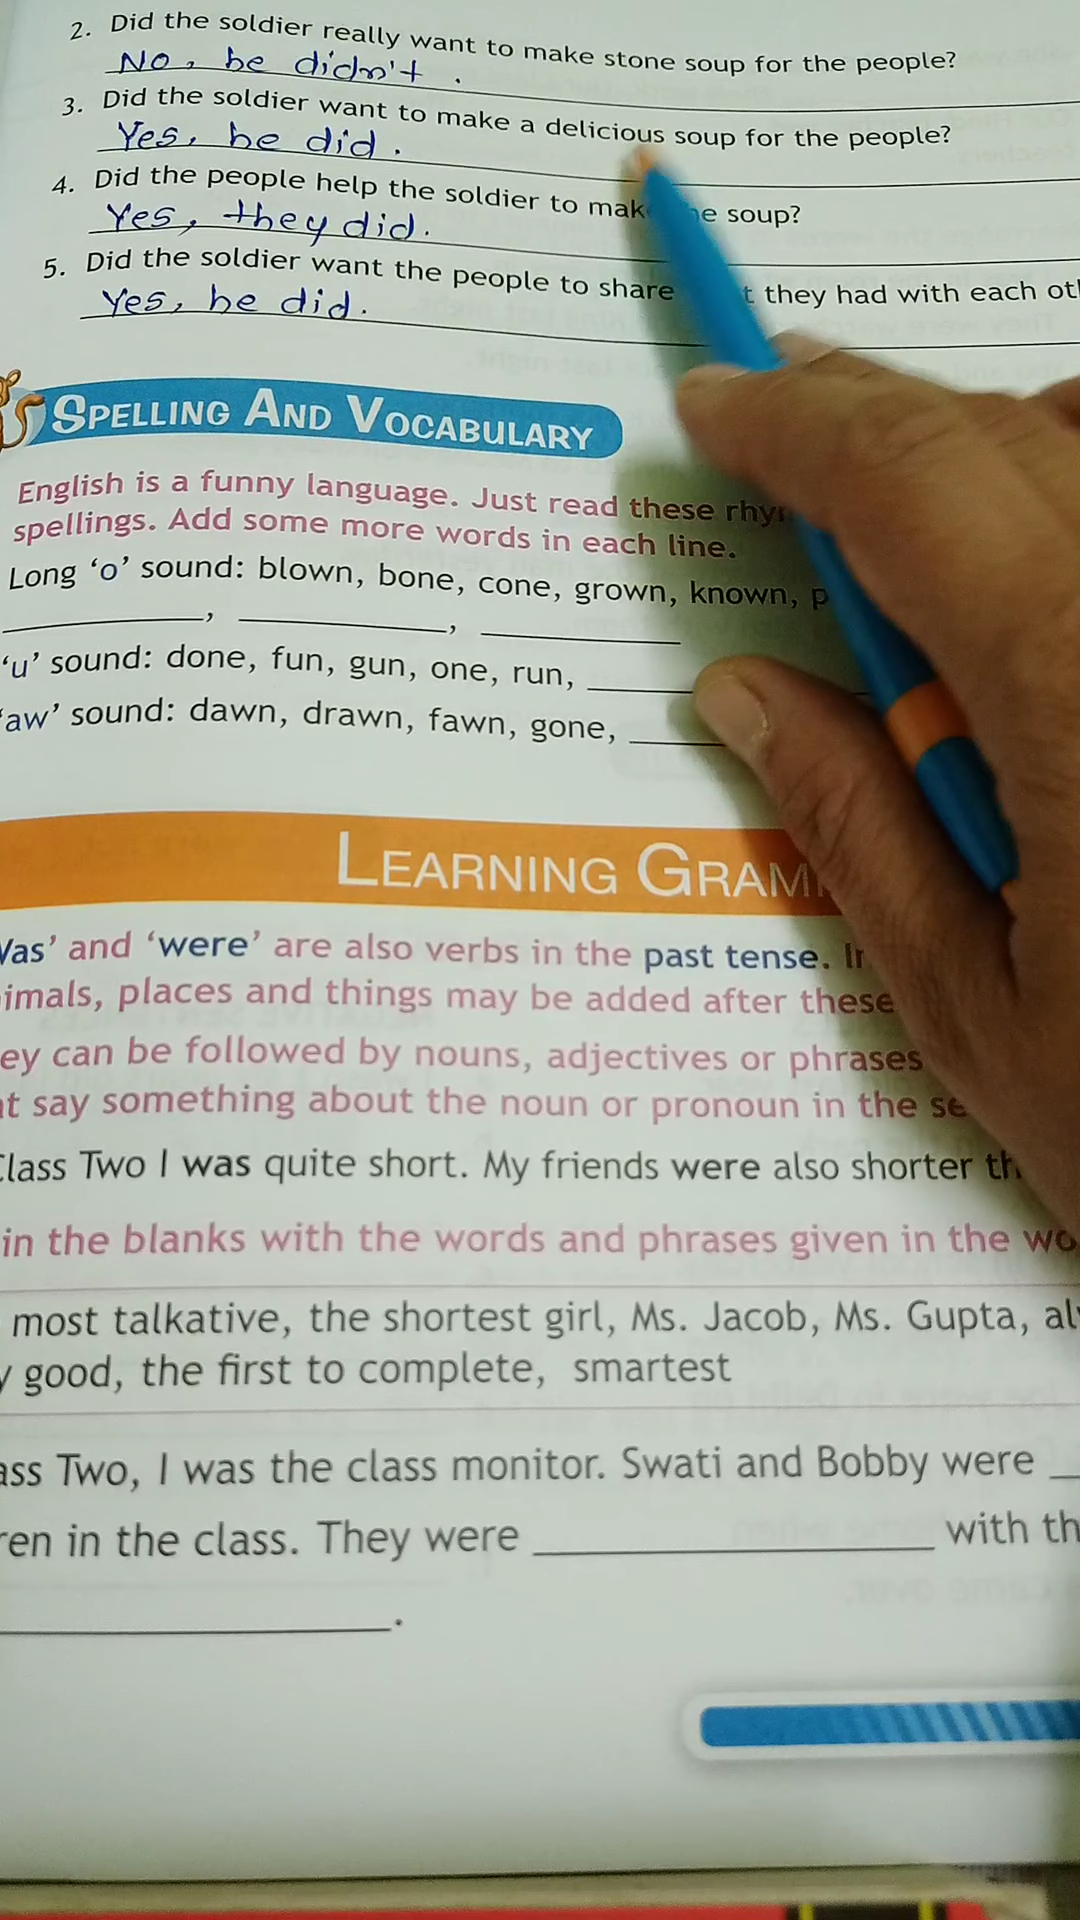 2. Did the soldier really want to make stone soup for the people?
No, he didn't.
3. Did the soldier want to make a delicious soup for the people?
Yes, he did.
4. Did the people help the soldier to make soup?
Yes, they did.
5. Did the soldier want the people to share they had with each
Yes, he did.
SPELLING AND VOCABULARY
English is a funny language. Just read these
spellings. Add some more words in each line.
Long 'o' sound: blown, bone, cone, grown, known,
'u' sound: done, fun, gun, one, run,
'aw' sound: dawn, drawn, fawn, gone,
LEARNING
Was' and 'were' are also verbs in the past tense. In
imals, places and things may be added after these
ey can be followed by nouns, adjectives or phrases
say something about the noun or pronoun in the
Class Two I was quite short. My friends were also shorter
in the blanks with the words and phrases given in the
most talkative, the shortest girl, Ms. Jacob, Ms. Gupta,
good, the first to complete, smartest
ass Two, I was the class monitor. Swati and Bobby were
ren in the class. They were with